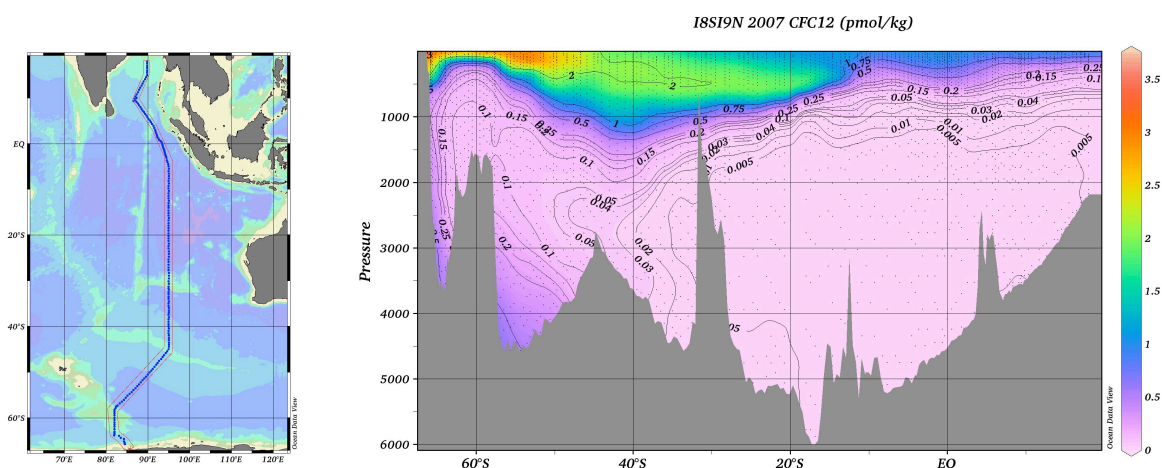 I8SI9N 2007 CFC12 (pmol/kg)
EQ
20°S
40°S
60°S
70°E 80°E 90°E 100°E 110°E 120°E
Ocean Data View
Pressure
1000
2000
3000
4000
5000
6000
60°S 40°S 20°S EQ
2 2 1 0.75 0.5 0.25 0.2 0.15 0.1
0.1 0.15 0.5 1 0.75 0.5 0.25 0.1 0.25 0.05 0.2 0.03 0.04 0.02
0.15 0.1 0.15 0.2 0.03 0.04 0.01 0.01 0.005 0.005
0.1 0.05 0.04
0.25 0.2 0.1 0.05 0.02 0.03
05
3.5
3
2.5
2
1.5
1
0.5
0
Ocean Data View